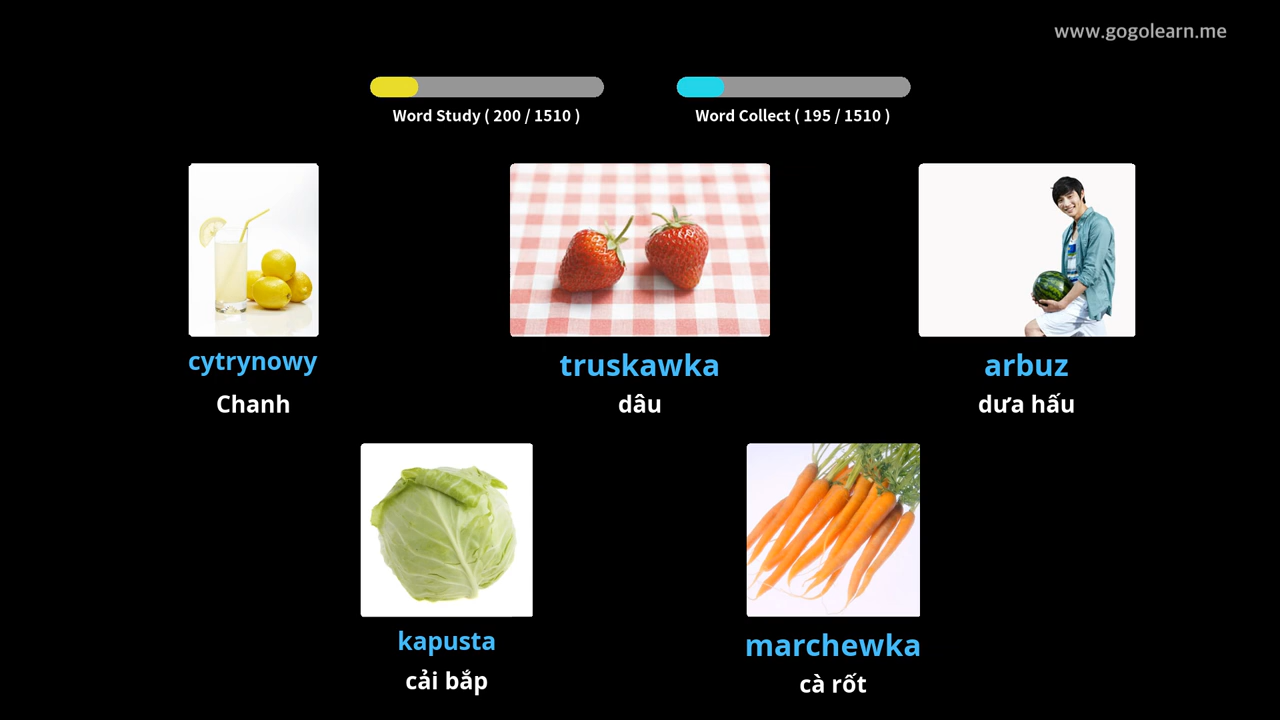 www.gogolearn.me
Word Study ( 200 / 1510 )
Word Collect ( 195 / 1510 )
cytrynowy
Chanh
truskawka
dâu
arbuz
dưa hấu
kapusta
cải bắp
marchewka
cà rốt